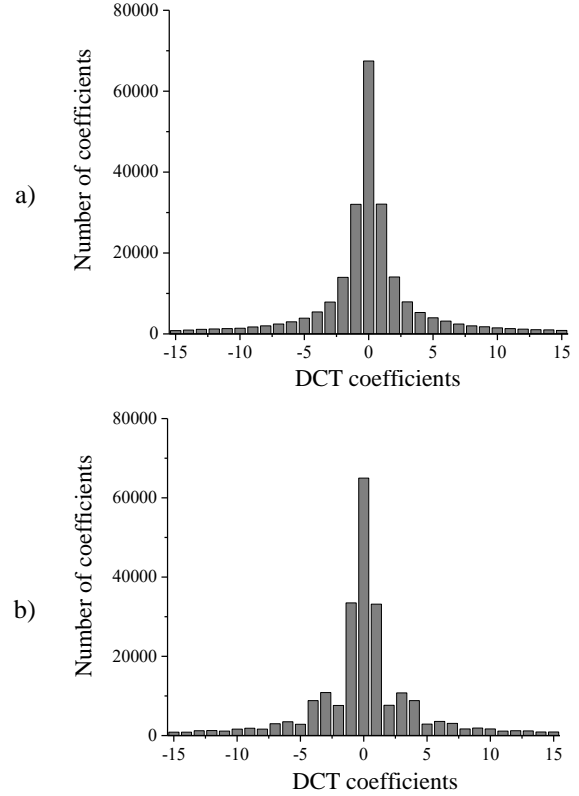 a)
Number of coefficients
80000
60000
40000
20000
0
-15 -10 -5 0 5 10 15
DCT coefficients
b)
Number of coefficients
80000
60000
40000
20000
0
-15 -10 -5 0 5 10 15
DCT coefficients